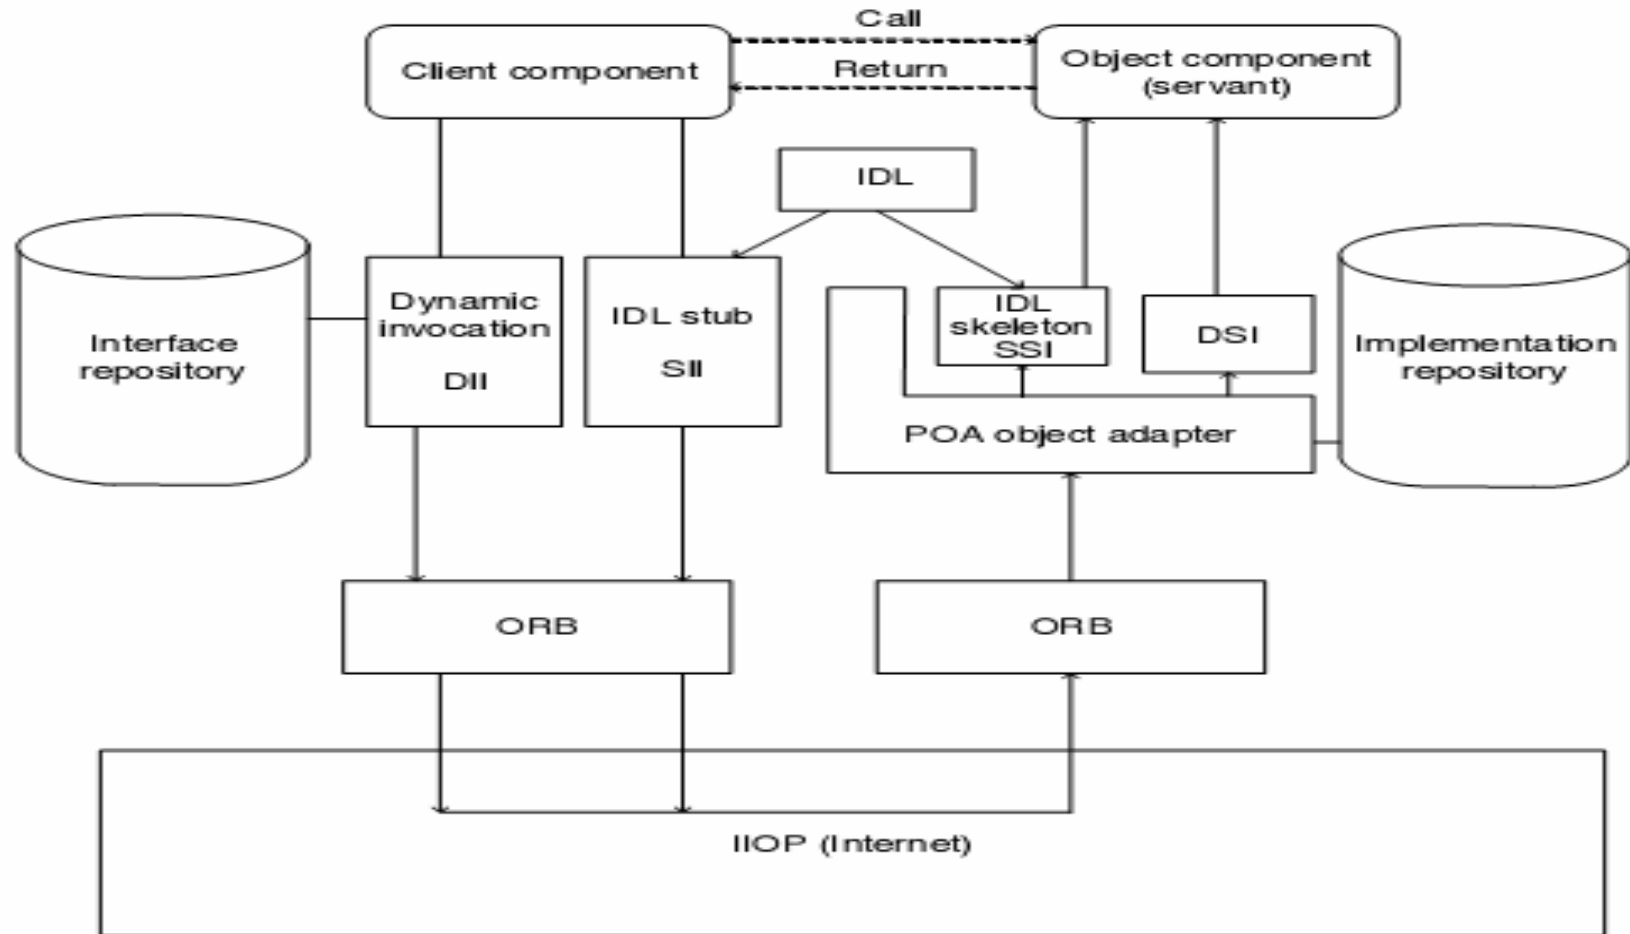 Call
Client component
Return
Object component
(servant)
IDL
Interface
repository
Dynamic
invocation
DII
IDL stub
SII
IDL
skeleton
SSI
DSI
Implementation
repository
POA object adapter
ORB
ORB
IIOP (Internet)